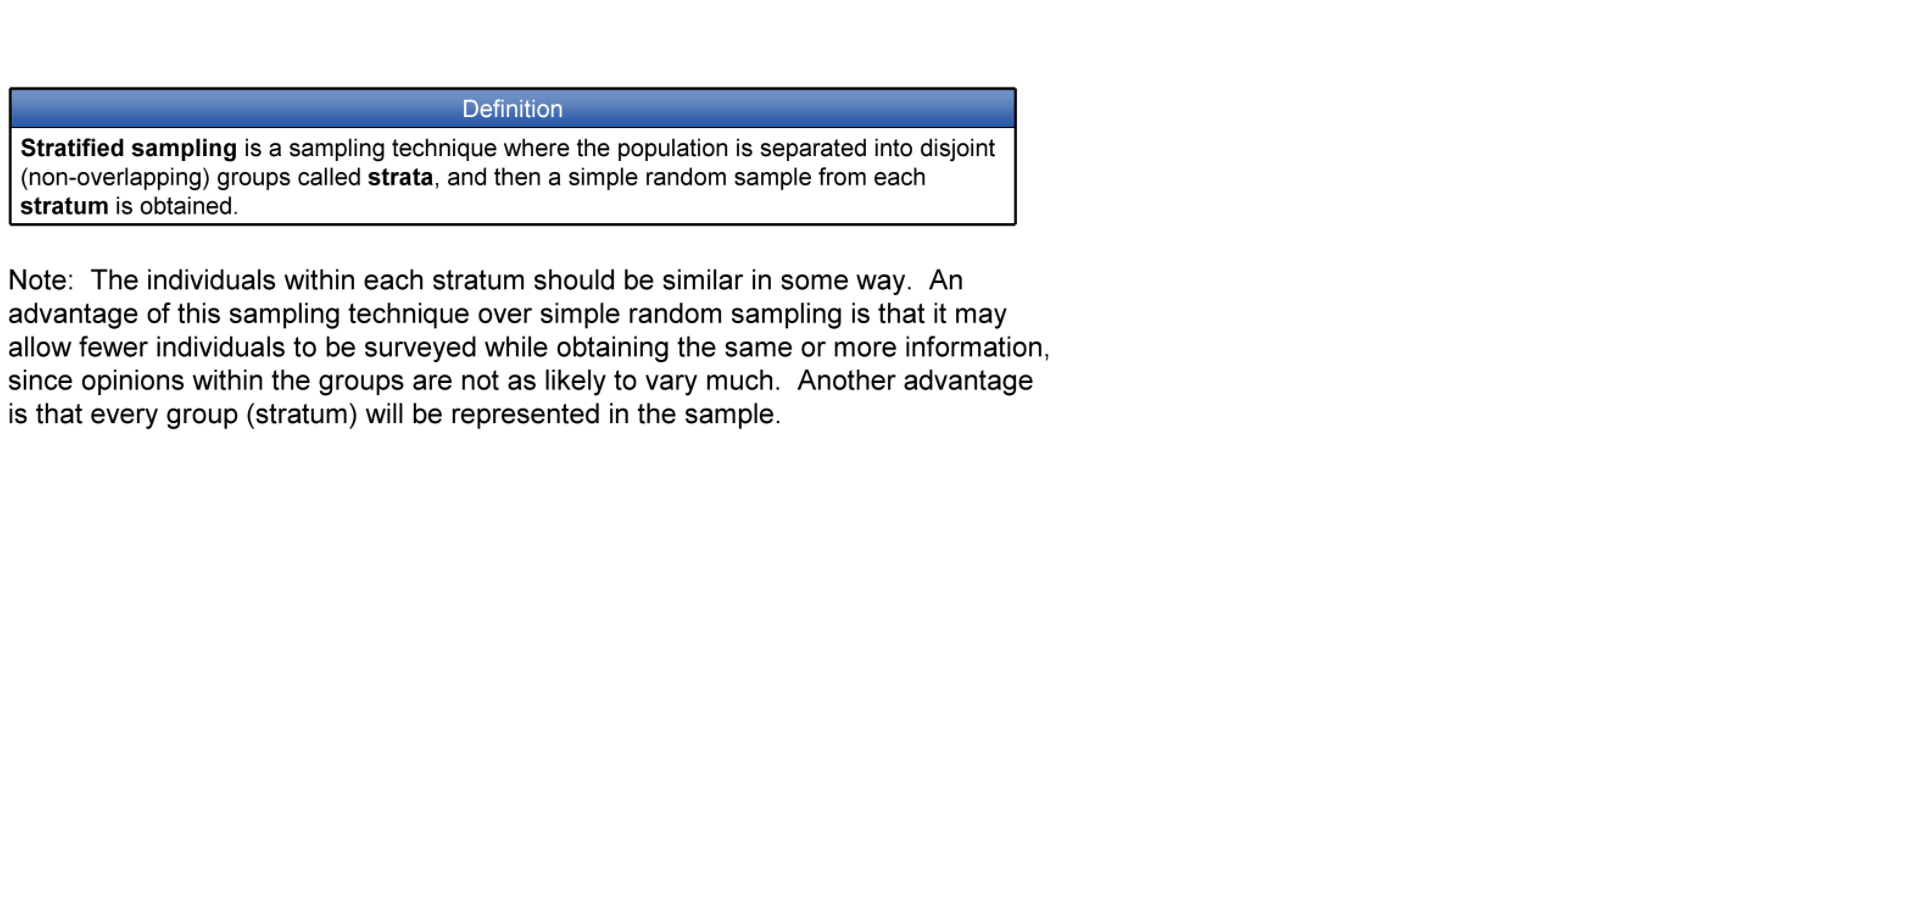 Definition
Stratified sampling is a sampling technique where the population is separated into disjoint
(non-overlapping) groups called strata, and then a simple random sample from each
stratum is obtained.
Note:  The individuals within each stratum should be similar in some way.  An
advantage of this sampling technique over simple random sampling is that it may
allow fewer individuals to be surveyed while obtaining the same or more information,
since opinions within the groups are not as likely to vary much.  Another advantage
is that every group (stratum) will be represented in the sample.